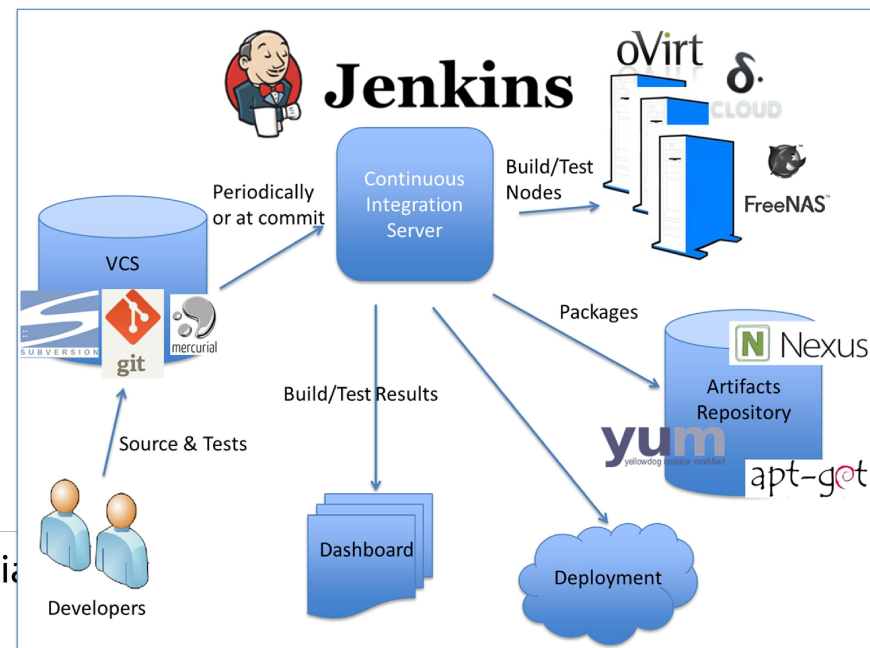 Jenkins
oVirt
δ.
CLOUD
FreeNAS™
Continuous
Integration
Server
Build/Test
Nodes
Periodically
or at commit
VCS
SUBVERSION
git
mercurial
Packages
N Nexus
Artifacts
Repository
yum
yellowdog updater modified
apt-get
Build/Test Results
Source & Tests
Dashboard
Deployment
Developers